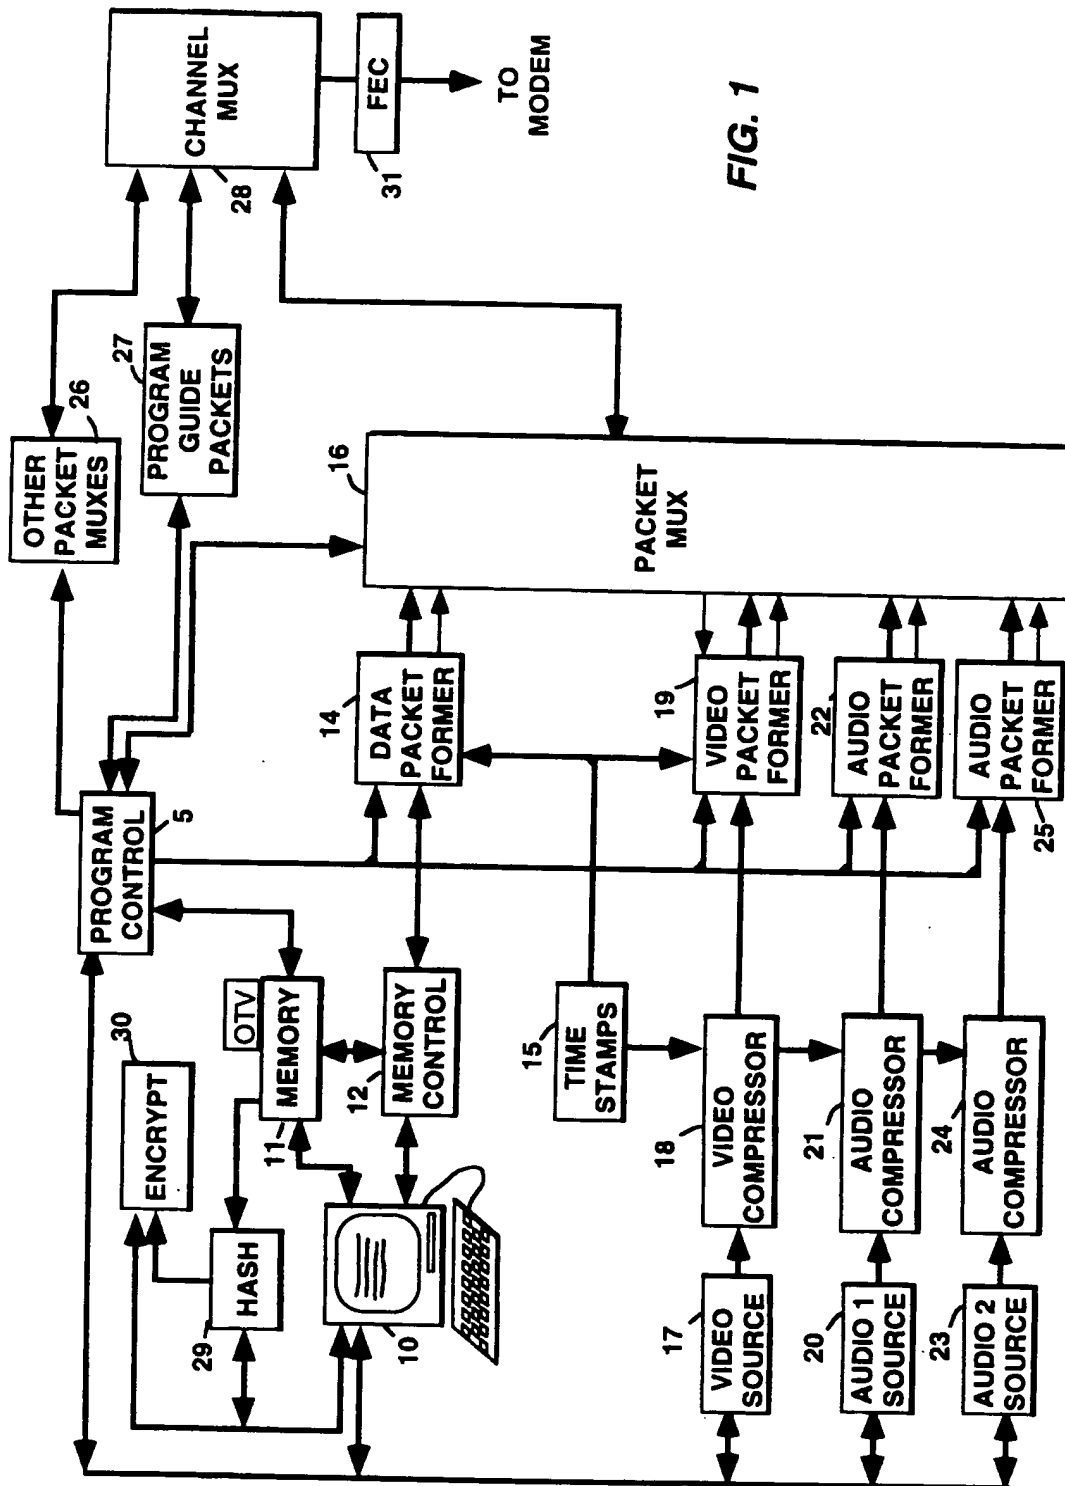 CHANNEL
MUX
28
FEC
31
TO
MODEM
FIG. 1
OTHER
PACKET
MUXES
26
PROGRAM
GUIDE
PACKETS
27
PACKET
MUX
16
PROGRAM
CONTROL
5
DATA
PACKET
FORMER
14
VIDEO
PACKET
FORMER
19
AUDIO
PACKET
FORMER
22
AUDIO
PACKET
FORMER
25
ENCRYPT
30
OTV
MEMORY
11
MEMORY
CONTROL
12
TIME
STAMPS
15
VIDEO
COMPRESSOR
18
AUDIO
COMPRESSOR
21
AUDIO
COMPRESSOR
24
HASH
29
10
VIDEO
SOURCE
17
AUDIO 1
SOURCE
20
AUDIO 2
SOURCE
23